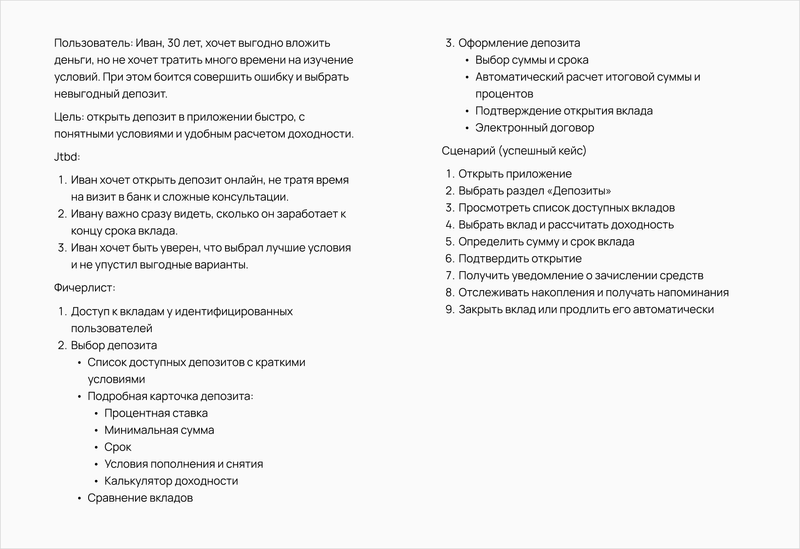 Пользователь: Иван, 30 лет, хочет выгодно вложить
деньги, но не хочет тратить много времени на изучение
условий. При этом боится совершить ошибку и выбрать
невыгодный депозит.
Цель: открыть депозит в приложении быстро, с
понятными условиями и удобным расчетом доходности.
Jtbd:
1. Иван хочет открыть депозит онлайн, не тратя время
на визит в банк и сложные консультации.
2. Ивану важно сразу видеть, сколько он заработает к
концу срока вклада.
3. Иван хочет быть уверен, что выбрал лучшие условия
и не упустил выгодные варианты.
Фичерлист:
1. Доступ к вкладам у идентифицированных
пользователей
2. Выбор депозита
• Список доступных депозитов с краткими
условиями
• Подробная карточка депозита:
• Процентная ставка
• Минимальная сумма
• Срок
• Условия пополнения и снятия
• Калькулятор доходности
• Сравнение вкладов
3. Оформление депозита
• Выбор суммы и срока
• Автоматический расчет итоговой суммы и
процентов
• Подтверждение открытия вклада
• Электронный договор
Сценарий (успешный кейс)
1. Открыть приложение
2. Выбрать раздел «Депозиты»
3. Просмотреть список доступных вкладов
4. Выбрать вклад и рассчитать доходность
5. Определить сумму и срок вклада
6. Подтвердить открытие
7. Получить уведомление о зачислении средств
8. Отслеживать накопления и получать напоминания
9. Закрыть вклад или продлить его автоматически